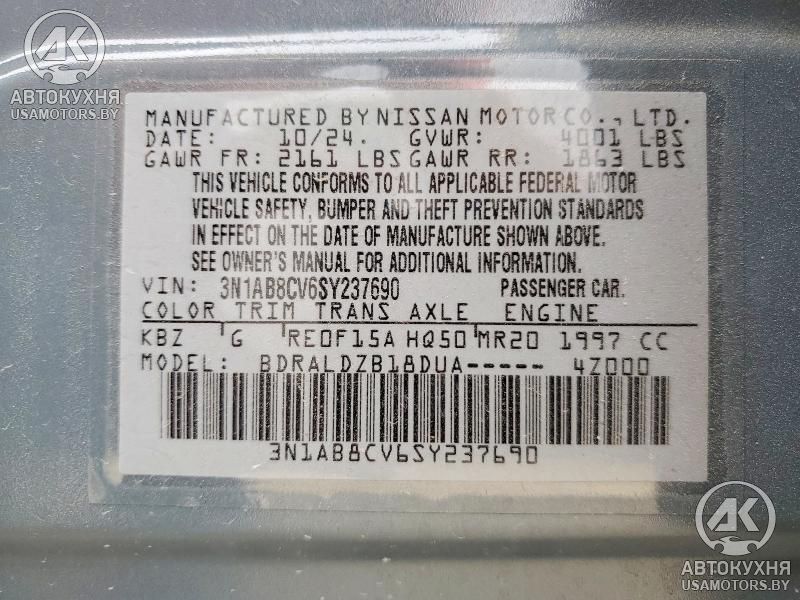 AK
АВТОКУХНЯ
USAMOTORS.BY
MANUFACTURED BY NISSAN MOTOR CO., LTD.
DATE: 10/24. GVWR: 4001 LBS
GAWR FR: 2161 LBS GAWR RR: 1863 LBS
THIS VEHICLE CONFORMS TO ALL APPLICABLE FEDERAL MOTOR
VEHICLE SAFETY, BUMPER AND THEFT PREVENTION STANDARDS
IN EFFECT ON THE DATE OF MANUFACTURE SHOWN ABOVE.
SEE OWNER'S MANUAL FOR ADDITIONAL INFORMATION.
VIN: 3N1AB8CV6SY237690 PASSENGER CAR.
COLOR TRIM TRANS AXLE ENGINE
KBZ G RE0F15A HQ50 MR20 1997 CC
MODEL: BDRALDZB18DUA----- 4Z000
3N1AB8CV6SY237690
AK
АВТОКУХНЯ
USAMOTORS.BY